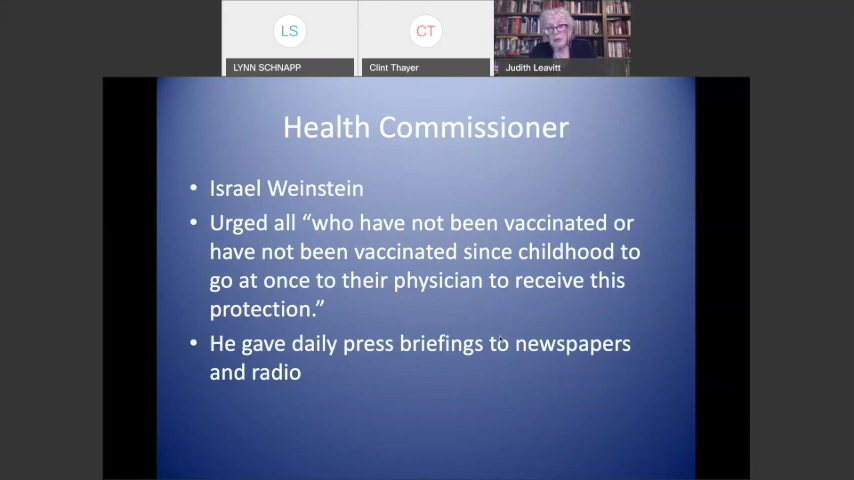 LS
CT
LYNN SCHNAPP
Clint Thayer
Judith Leavitt
Health Commissioner
• Israel Weinstein
• Urged all “who have not been vaccinated or
have not been vaccinated since childhood to
go at once to their physician to receive this
protection.”
• He gave daily press briefings to newspapers
and radio